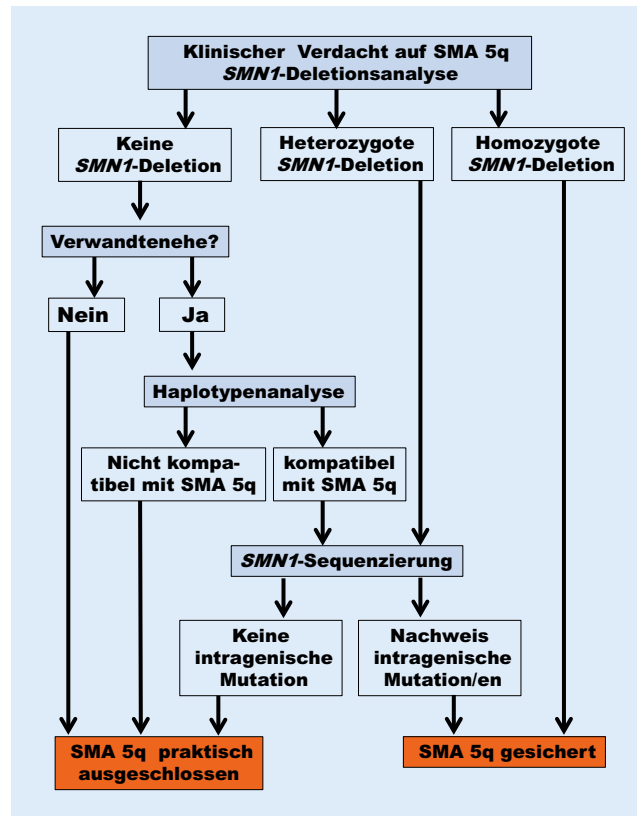 Klinischer Verdacht auf SMA 5q
SMN1-Deletionsanalyse
Keine
SMN1-Deletion
Heterozygote
SMN1-Deletion
Homozygote
SMN1-Deletion
Verwandtenehe?
Nein
Ja
Haplotypenanalyse
Nicht kompa-
tibel mit SMA 5q
kompatibel
mit SMA 5q
SMN1-Sequenzierung
Keine
intragenische
Mutation
Nachweis
intragenische
Mutation/en
SMA 5q praktisch
ausgeschlossen
SMA 5q gesichert